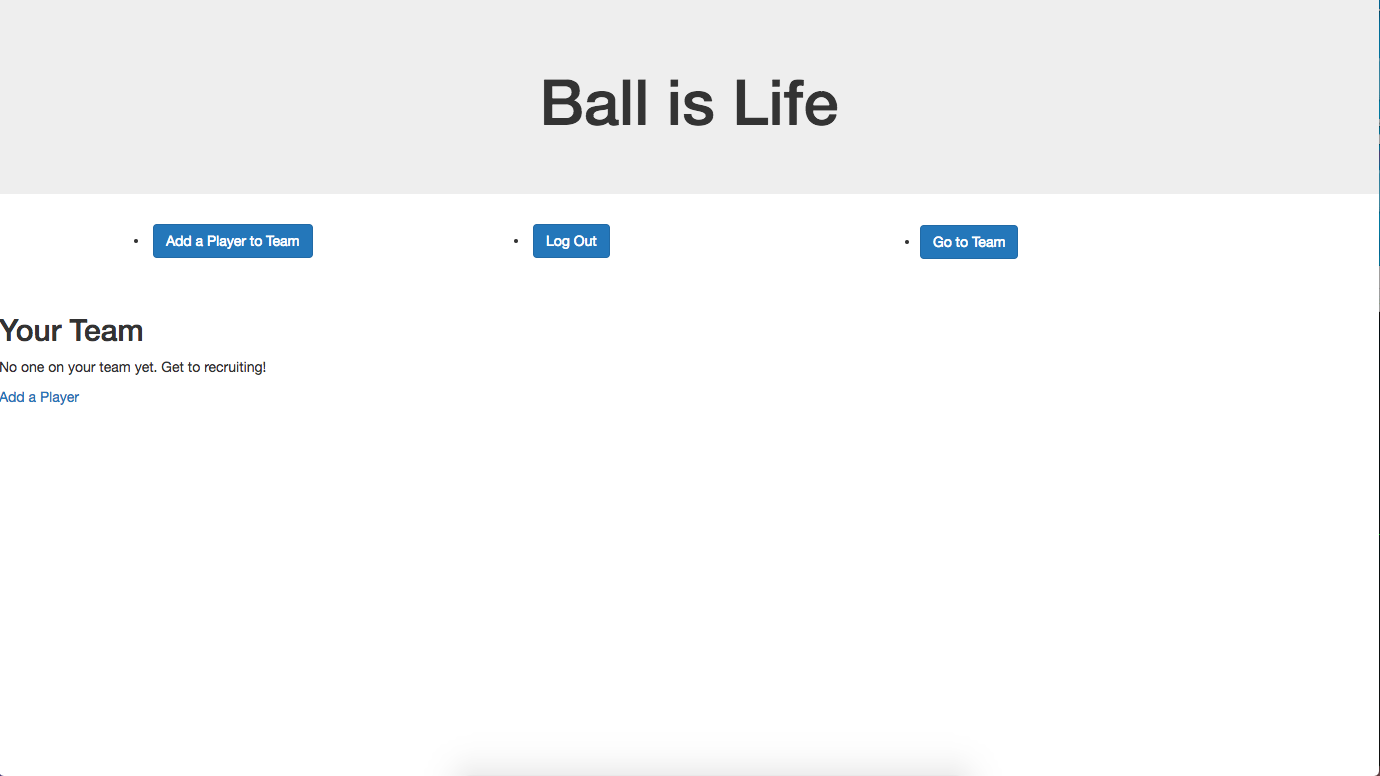 Ball is Life
Add a Player to Team
Log Out
Go to Team
Your Team
No one on your team yet. Get to recruiting!
Add a Player